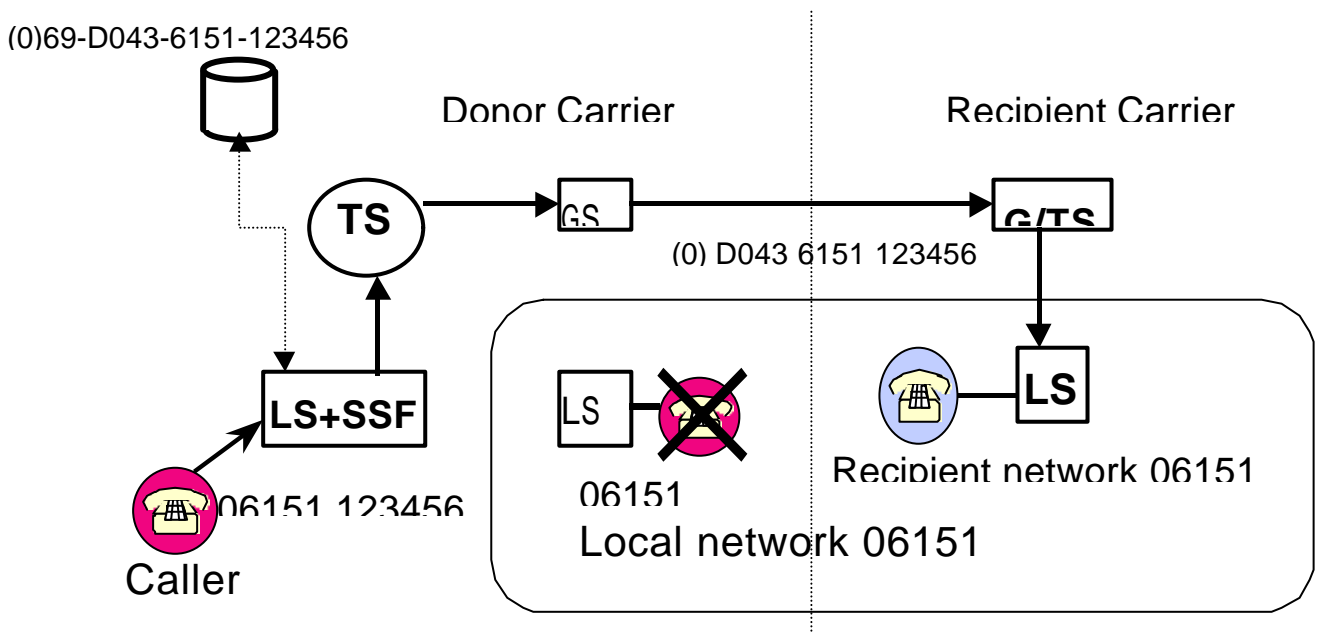 (0)69-D043-6151-123456
Donor Carrier
Recipient Carrier
TS
GS
G/TS
(0) D043 6151 123456
LS+SSF
LS
LS
Recipient network 06151
06151 123456
06151
Local network 06151
Caller